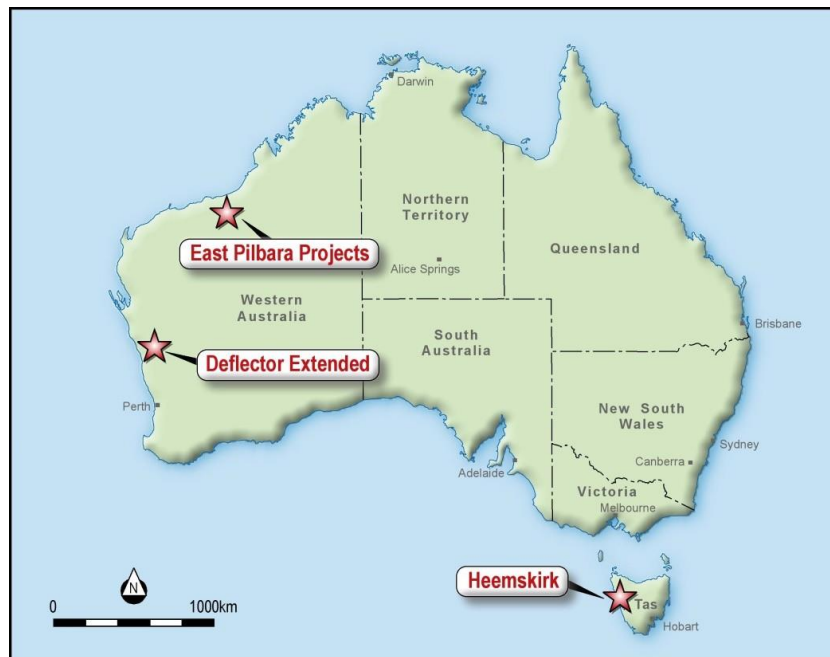 Darwin
Northern
Territory
East Pilbara Projects
Alice Springs
Queensland
Western
Australia
South
Australia
Brisbane
Deflector Extended
Perth
New South
Wales
Sydney
Adelaide
Canberra
Victoria
Melbourne
Heemskirk
Tas
Hobart
N
0
1000km